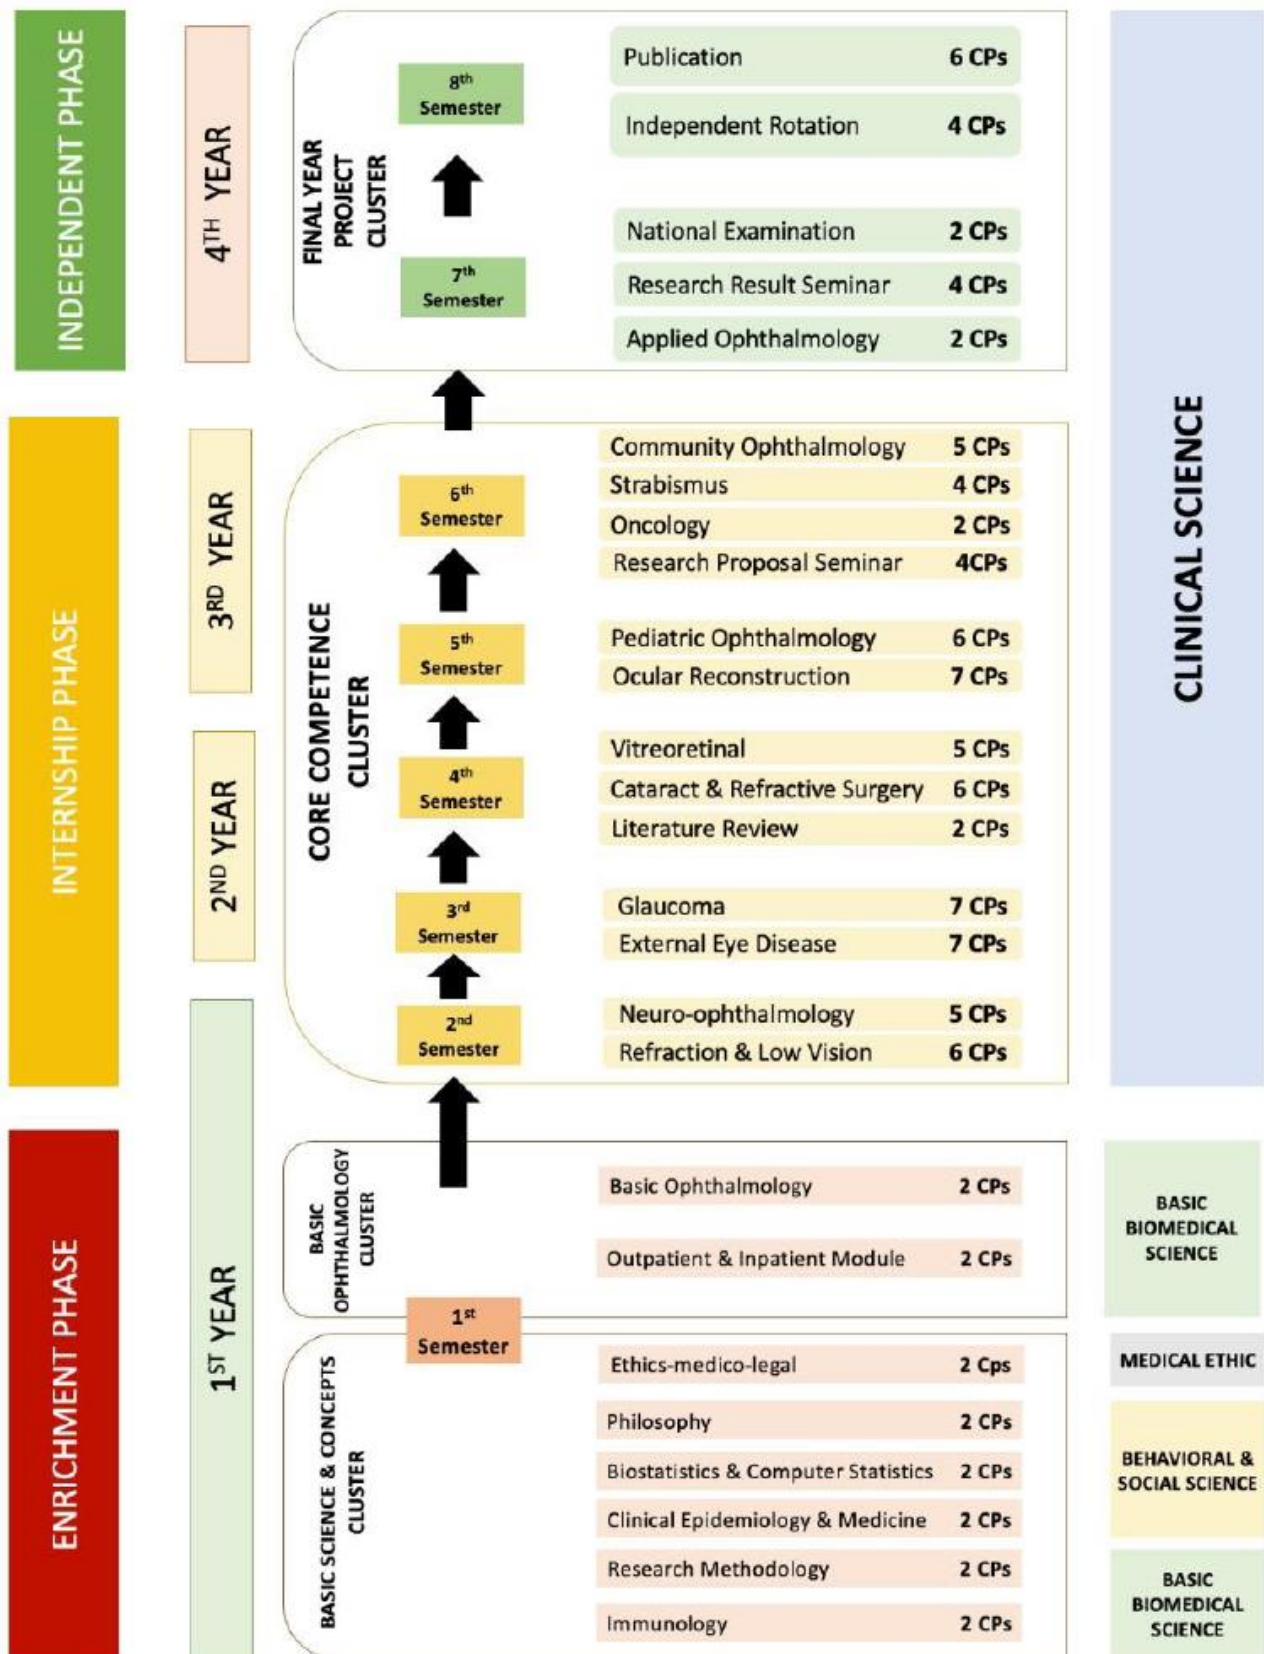 INDEPENDENT PHASE
4TH YEAR
FINAL YEAR
PROJECT
CLUSTER
8th
Semester
7th
Semester
Publication 6 CPs
Independent Rotation 4 CPs
National Examination 2 CPs
Research Result Seminar 4 CPs
Applied Ophthalmology 2 CPs
CLINICAL SCIENCE
INTERNSHIP PHASE
3RD YEAR
2ND YEAR
CORE COMPETENCE
CLUSTER
6th
Semester
Community Ophthalmology 5 CPs
Strabismus 4 CPs
Oncology 2 CPs
Research Proposal Seminar 4CPs
5th
Semester
Pediatric Ophthalmology 6 CPs
Ocular Reconstruction 7 CPs
4th
Semester
Vitreoretinal 5 CPs
Cataract & Refractive Surgery 6 CPs
Literature Review 2 CPs
3rd
Semester
Glaucoma 7 CPs
External Eye Disease 7 CPs
2nd
Semester
Neuro-ophthalmology 5 CPs
Refraction & Low Vision 6 CPs
ENRICHMENT PHASE
1ST YEAR
BASIC
OPHTHALMOLOGY
CLUSTER
Basic Ophthalmology 2 CPs
Outpatient & Inpatient Module 2 CPs
BASIC
BIOMEDICAL
SCIENCE
1st
Semester
BASIC SCIENCE & CONCEPTS
CLUSTER
Ethics-medico-legal 2 Cps
Philosophy 2 CPs
Biostatistics & Computer Statistics 2 CPs
Clinical Epidemiology & Medicine 2 CPs
Research Methodology 2 CPs
Immunology 2 CPs
MEDICAL ETHIC
BEHAVIORAL &
SOCIAL SCIENCE
BASIC
BIOMEDICAL
SCIENCE